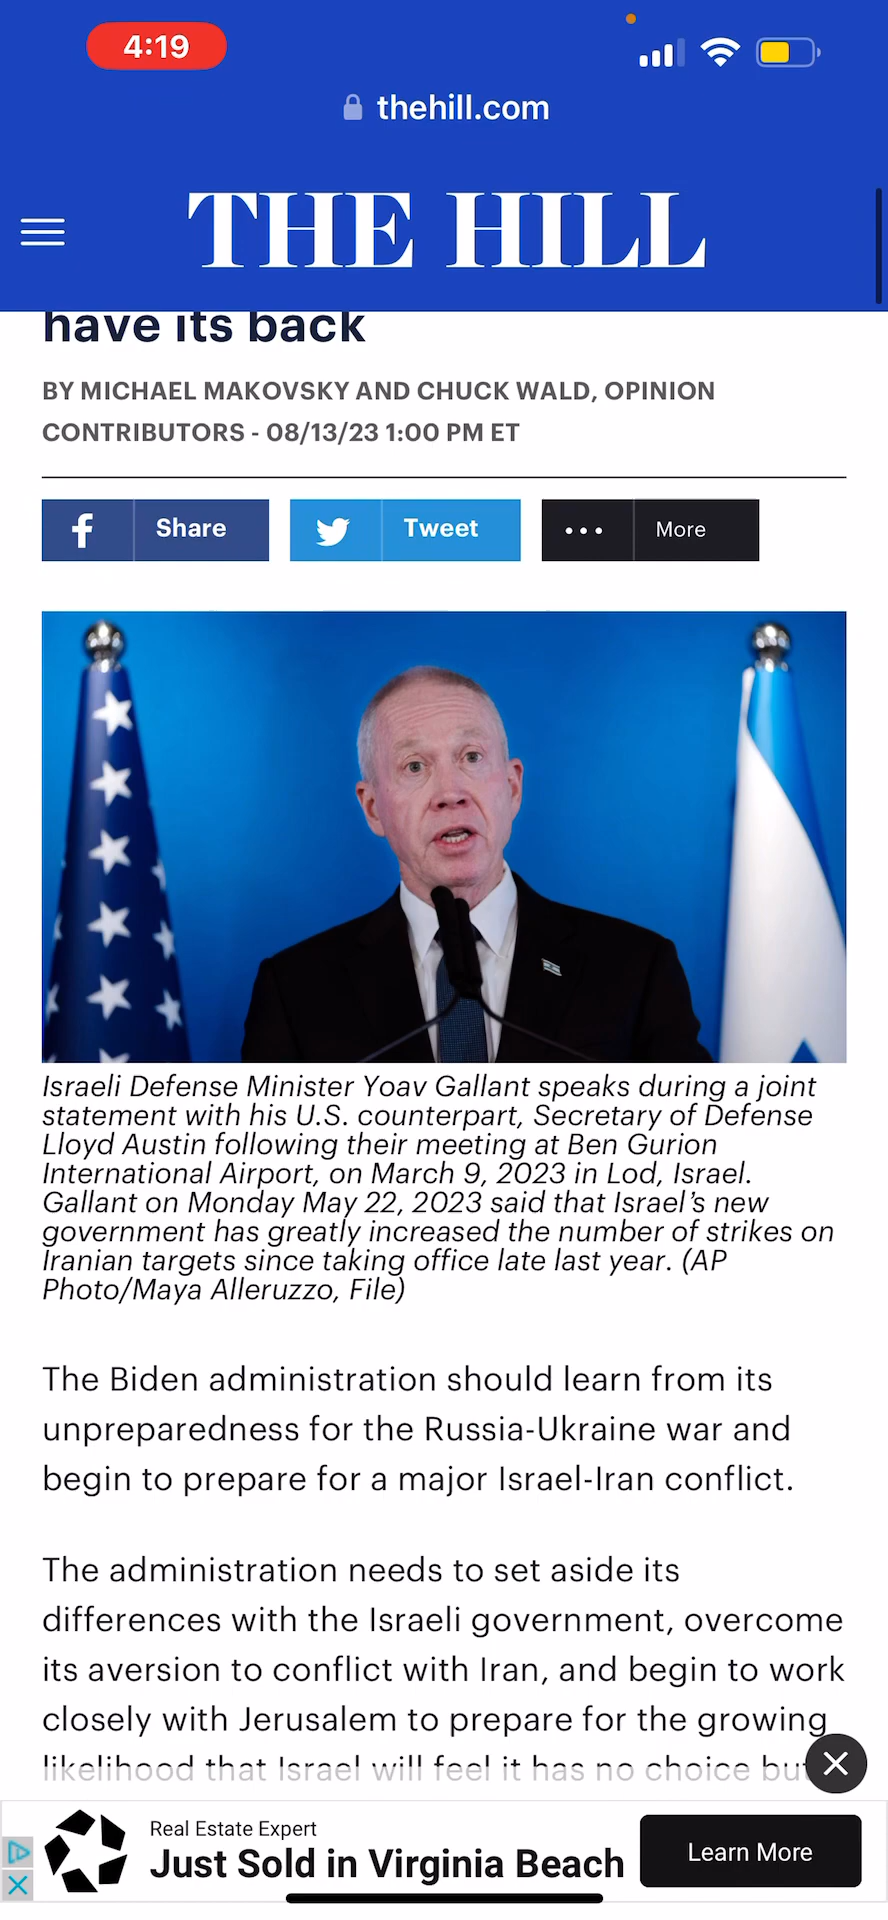 4:19
thehill.com
THE HILL
have its back
BY MICHAEL MAKOVSKY AND CHUCK WALD, OPINION
CONTRIBUTORS - 08/13/23 1:00 PM ET
Share
Tweet
More
Israeli Defense Minister Yoav Gallant speaks during a joint
statement with his U.S. counterpart, Secretary of Defense
Lloyd Austin following their meeting at Ben Gurion
International Airport, on March 9, 2023 in Lod, Israel.
Gallant on Monday May 22, 2023 said that Israel's new
government has greatly increased the number of strikes on
Iranian targets since taking office late last year. (AP
Photo/Maya Alleruzzo, File)
The Biden administration should learn from its
unpreparedness for the Russia-Ukraine war and
begin to prepare for a major Israel-Iran conflict.
The administration needs to set aside its
differences with the Israeli government, overcome
its aversion to conflict with Iran, and begin to work
closely with Jerusalem to prepare for the growing
likelihood that Israel will feel it has no choice but
Real Estate Expert
Just Sold in Virginia Beach
Learn More